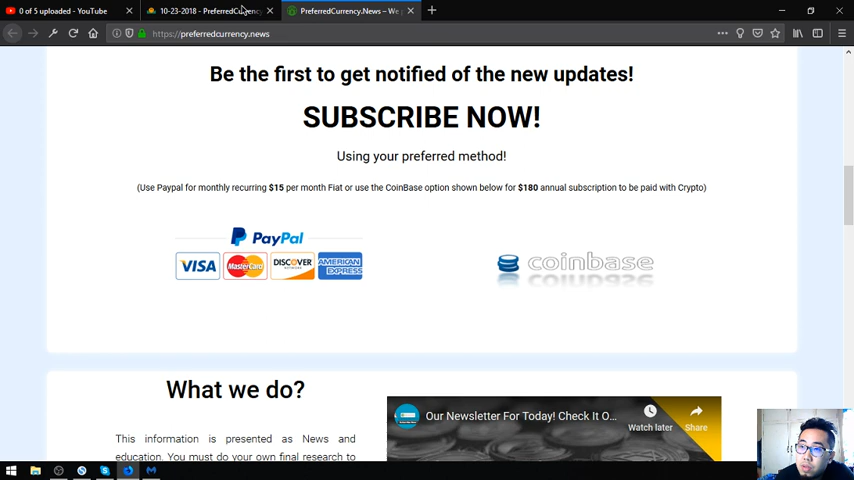 0 of 5 uploaded - YouTube
10-23-2018 - PreferredCurrency
PreferredCurrency.News – We
https://preferredcurrency.news
Be the first to get notified of the new updates!
SUBSCRIBE NOW!
Using your preferred method!
(Use Paypal for monthly recurring $15 per month Fiat or use the CoinBase option shown below for $180 annual subscription to be paid with Crypto)
PayPal
VISA MasterCard DISCOVER NETWORK AMERICAN EXPRESS
coinbase
What we do?
Our Newsletter For Today! Check It O...
Watch later
Share
This information is presented as News and
education. You must do your own final research to